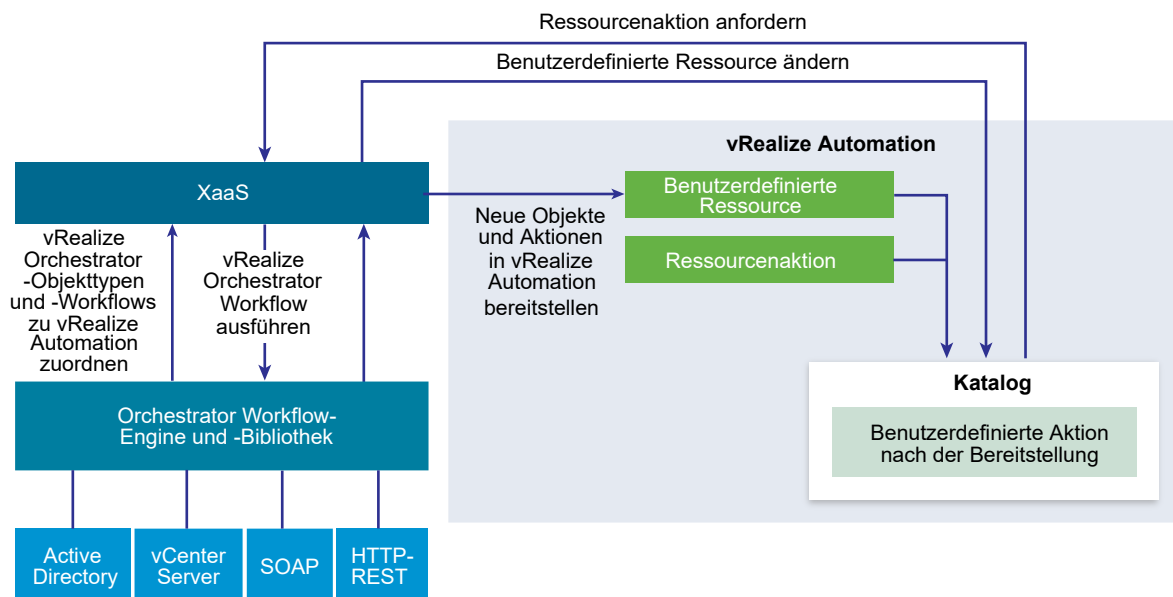 Ressourcenaktion anfordern
Benutzerdefinierte Ressource ändern
vRealize Automation
XaaS
Benutzerdefinierte
Ressource
Neue Objekte
und Aktionen
in vRealize
Automation
bereitstellen
Ressourcenaktion
vRealize
Orchestrator
-Objekttypen
und -Workflows
zu vRealize
Automation
zuordnen
vRealize
Orchestrator
Workflow
ausführen
Katalog
Benutzerdefinierte Aktion
nach der Bereitstellung
Orchestrator Workflow-
Engine und -Bibliothek
Active
Directory
vCenter
Server
SOAP
HTTP-
REST